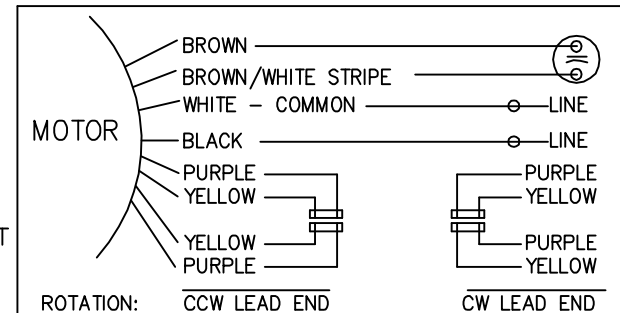 BROWN
BROWN/WHITE STRIPE
WHITE - COMMON LINE
MOTOR
BLACK LINE
PURPLE PURPLE
YELLOW YELLOW
T
YELLOW PURPLE
PURPLE YELLOW
ROTATION: CCW LEAD END CW LEAD END